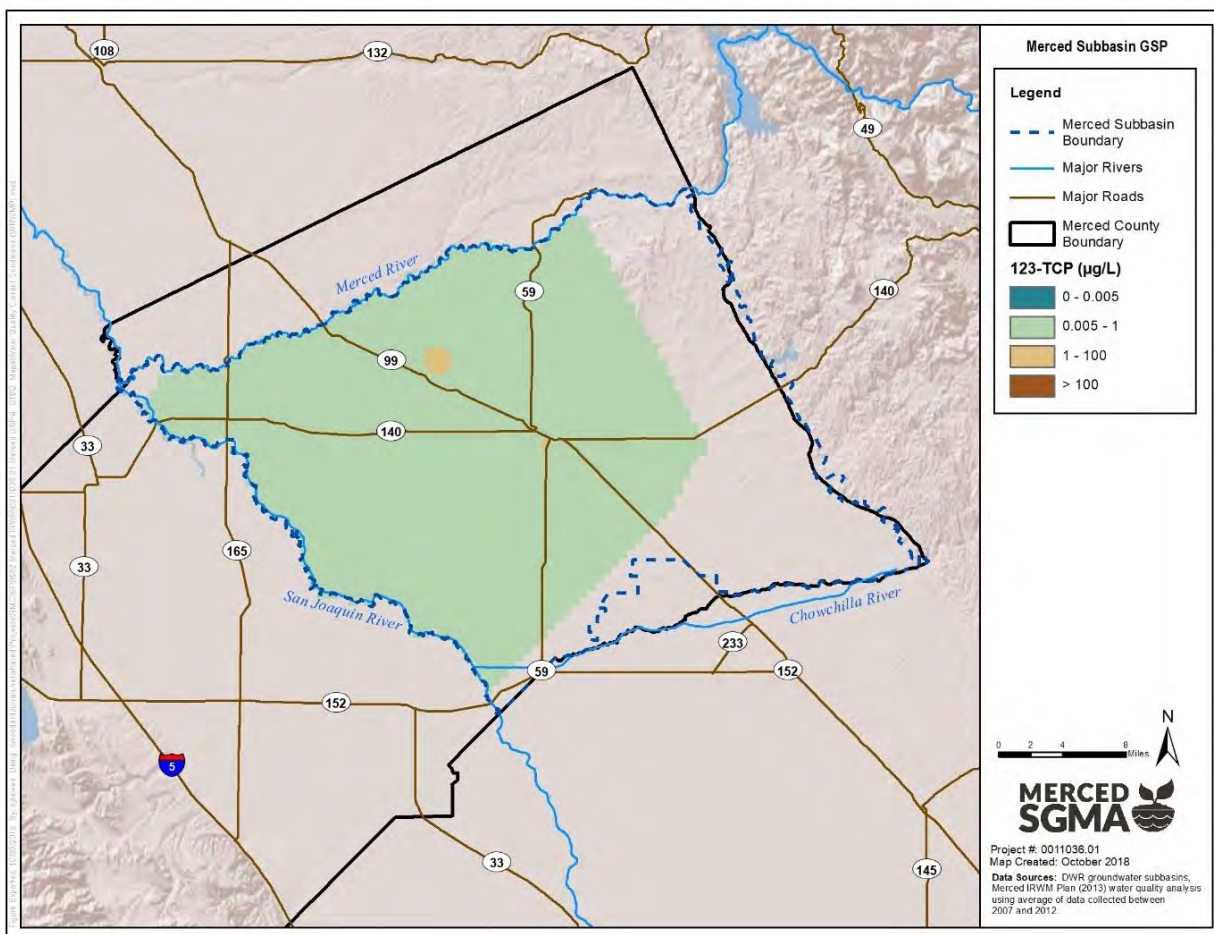 108
132
49
Merced River
59
140
99
140
33
33
165
San Joaquin River
Chowchilla River
233
59
152
152
5
33
145
Merced Subbasin GSP
Legend
Merced Subbasin
Boundary
Major Rivers
Major Roads
Merced County
Boundary
123-TCP (µg/L)
0 - 0.005
0.005 - 1
1 - 100
> 100
N
0 2 4 8
Miles
MERCED
SGMA
Project #: 0011036.01
Map Created: October 2018
Data Sources: DWR groundwater subbasins,
Merced IRWM Plan (2013) water quality analysis
using average of data collected between
2007 and 2012.